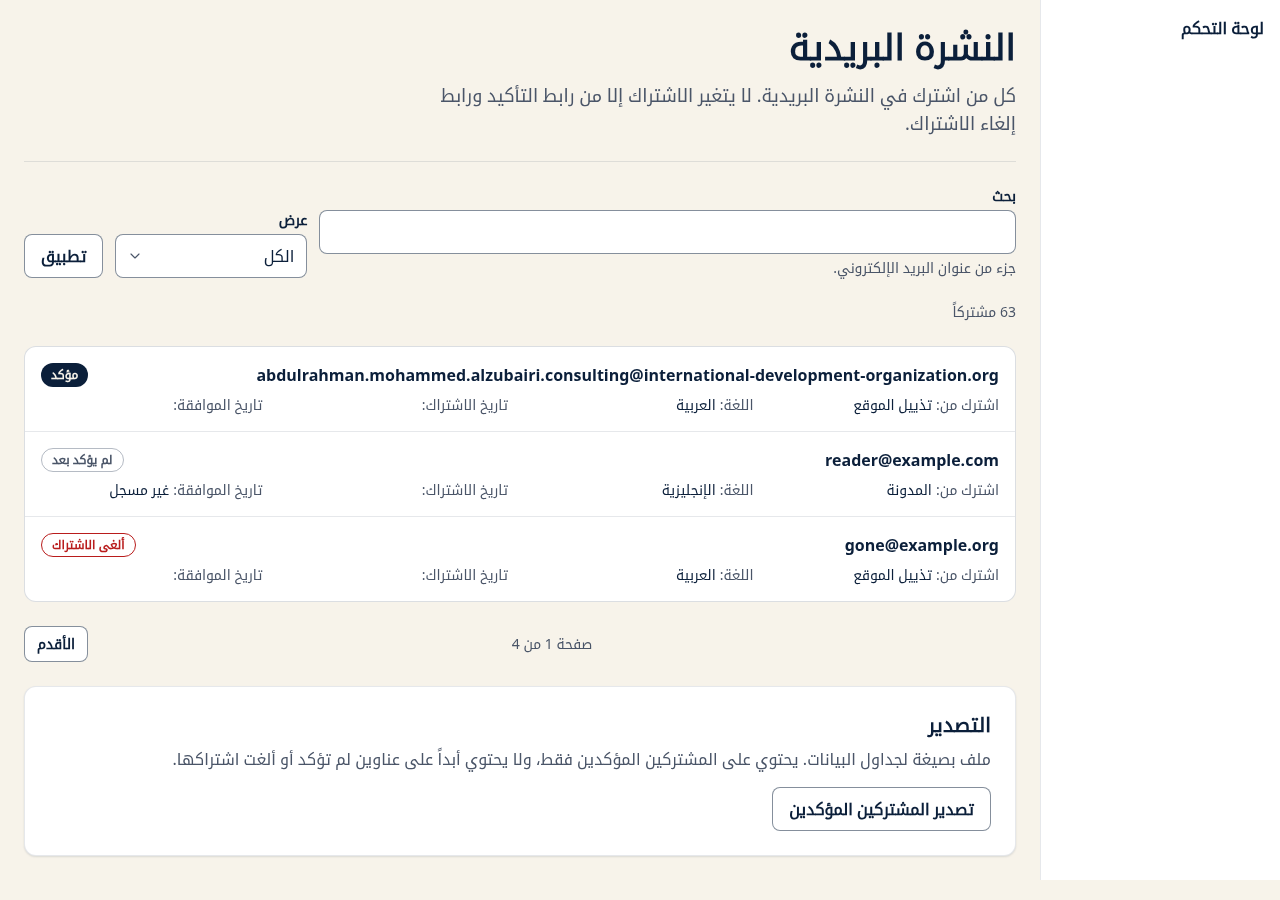 لوحة التحكم
النشرة البريدية
كل من اشترك في النشرة البريدية. لا يتغير الاشتراك إلا من رابط التأكيد ورابط
إلغاء الاشتراك.
بحث
جزء من عنوان البريد الإلكتروني.
عرض
الكل
تطبيق
63 مشتركاً
abdulrahman.mohammed.alzubairi.consulting@international-development-organization.org مؤكد
اشترك من: تذييل الموقع اللغة: العربية تاريخ الاشتراك: تاريخ الموافقة:
reader@example.com لم يؤكد بعد
اشترك من: المدونة اللغة: الإنجليزية تاريخ الاشتراك: تاريخ الموافقة: غير مسجل
gone@example.org ألغى الاشتراك
اشترك من: تذييل الموقع اللغة: العربية تاريخ الاشتراك: تاريخ الموافقة:
صفحة 1 من 4 الأقدم
التصدير
ملف بصيغة لجداول البيانات. يحتوي على المشتركين المؤكدين فقط، ولا يحتوي أبداً على عناوين لم تؤكد أو ألغت اشتراكها.
تصدير المشتركين المؤكدين